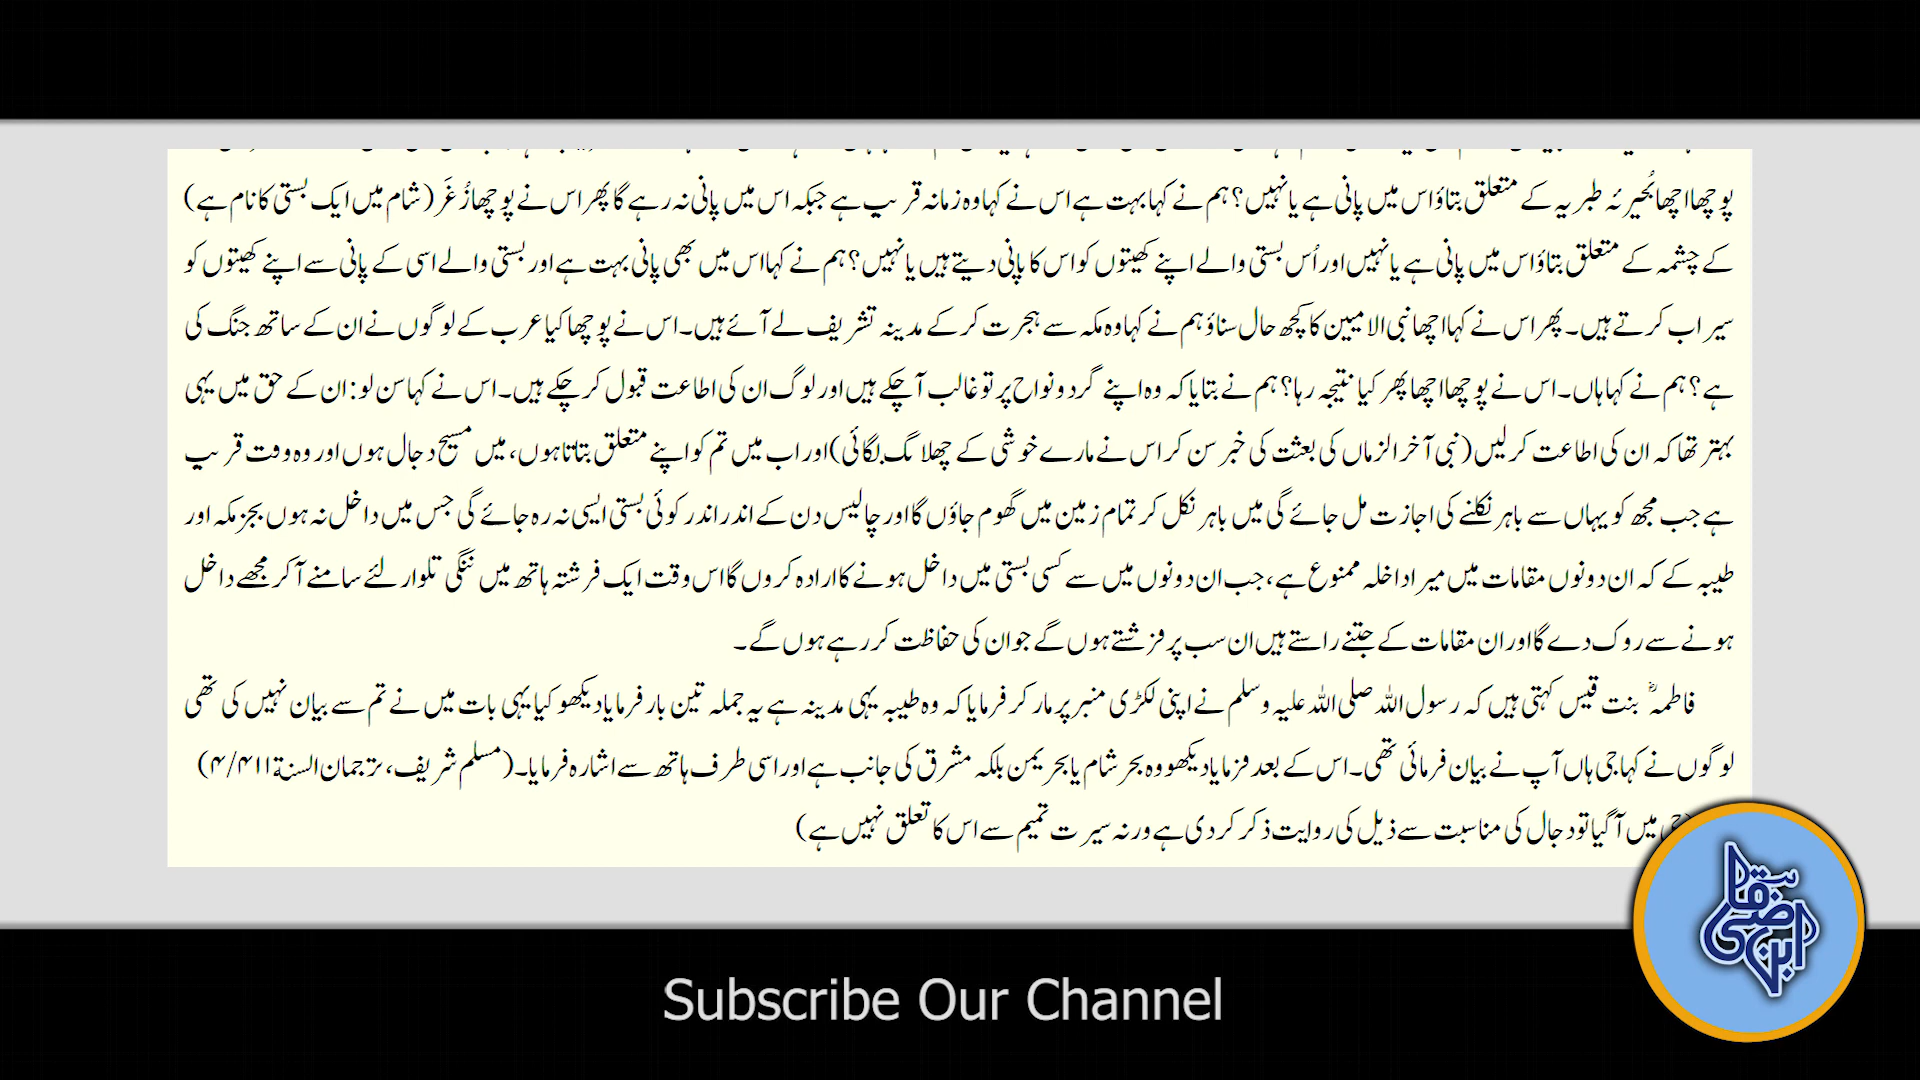 پوچھا اچھا بُحیرئہ طبریہ کے متعلق بتاؤ اس میں پانی ہے یا نہیں؟ ہم نے کہا بہت ہے اس نے کہا وہ زمانہ قریب ہے جبکہ اس میں پانی نہ رہے گا پھر اس نے پوچھا زُغَرَ (شام میں ایک بستی کا نام ہے)
کے چشمہ کے متعلق بتاؤ اس میں پانی ہے یا نہیں اور اُس بستی والے اپنے کھیتوں کو اس کا پانی دیتے ہیں یا نہیں؟ ہم نے کہا اس میں بھی پانی بہت ہے اور بستی والے اسی کے پانی سے اپنے کھیتوں کو
سیراب کرتے ہیں۔ پھر اس نے کہا اچھا نبی الامیین کا کچھ حال سناؤ ہم نے کہا وہ مکہ سے ہجرت کر کے مدینہ تشریف لے آئے ہیں۔ اس نے پوچھا کیا عرب کے لوگوں نے ان کے ساتھ جنگ کی
ہے؟ ہم نے کہا ہاں۔ اس نے پوچھا اچھا پھر کیا نتیجہ رہا؟ ہم نے بتایا کہ وہ اپنے گردونواح پر تو غالب آچکے ہیں اور لوگ ان کی اطاعت قبول کر چکے ہیں۔ اس نے کہا سن لو: ان کے حق میں یہی
بہتر تھا کہ ان کی اطاعت کرلیں (نبی آخر الزماں کی بعثت کی خبر سن کر اس نے مارے خوشی کے چھلانگ لگائی) اور اب میں تم کو اپنے متعلق بتاتا ہوں، میں مسیح دجال ہوں اور وہ وقت قریب
ہے جب مجھ کو یہاں سے باہر نکلنے کی اجازت مل جائے گی میں باہر نکل کر تمام زمین میں گھوم جاؤں گا اور چالیس دن کے اندر اندر کوئی بستی ایسی نہ رہ جائے گی جس میں داخل نہ ہوں بجز مکہ اور
طیبہ کے کہ ان دونوں مقامات میں میرا داخلہ ممنوع ہے، جب ان دونوں میں سے کسی بستی میں داخل ہونے کا ارادہ کروں گا اس وقت ایک فرشتہ ہاتھ میں ننگی تلوار لئے سامنے آکر مجھے داخل
ہونے سے روک دے گا اور ان مقامات کے جتنے راستے ہیں ان سب پر فرشتے ہوں گے جو ان کی حفاظت کر رہے ہوں گے۔
فاطمہؓ بنت قیس کہتی ہیں کہ رسول اللہ صلی اللہ علیہ وسلم نے اپنی لکڑی منبر پر مار کر فرمایا کہ وہ طیبہ یہی مدینہ ہے یہ جملہ تین بار فرمایا دیکھو کیا یہی بات میں نے تم سے بیان نہیں کی تھی
لوگوں نے کہا جی ہاں آپ نے بیان فرمائی تھی۔ اس کے بعد فرمایا دیکھو وہ بحر شام یا بحر یمن بلکہ مشرق کی جانب ہے اور اسی طرف ہاتھ سے اشارہ فرمایا۔ (مسلم شریف، ترجمان السنۃ ۴/۴۱۱)
میں آگیا تو دجال کی مناسبت سے ذیل کی روایت ذکر کردی ہے ورنہ سیرت تمیم سے اس کا تعلق نہیں ہے)
Subscribe Our Channel